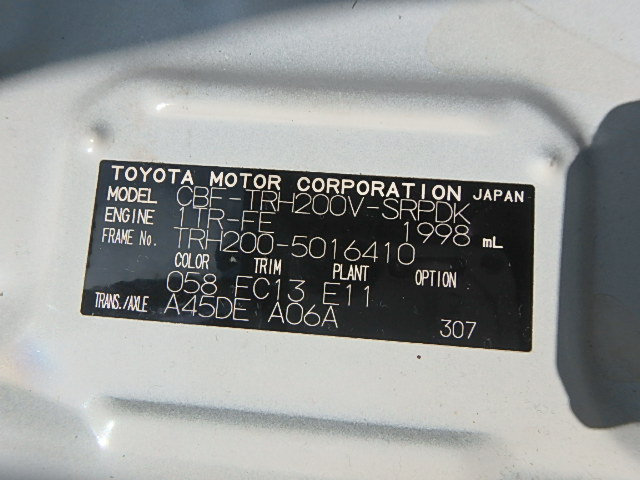 TOYOTA MOTOR CORPORATION JAPAN
MODEL CBF-TRH200V-SRPDK
ENGINE 1TR-FE 1998 mL
FRAME No. TRH200-5016410
COLOR TRIM PLANT OPTION
058 FC13 E11
TRANS./AXLE A45DE A06A 307